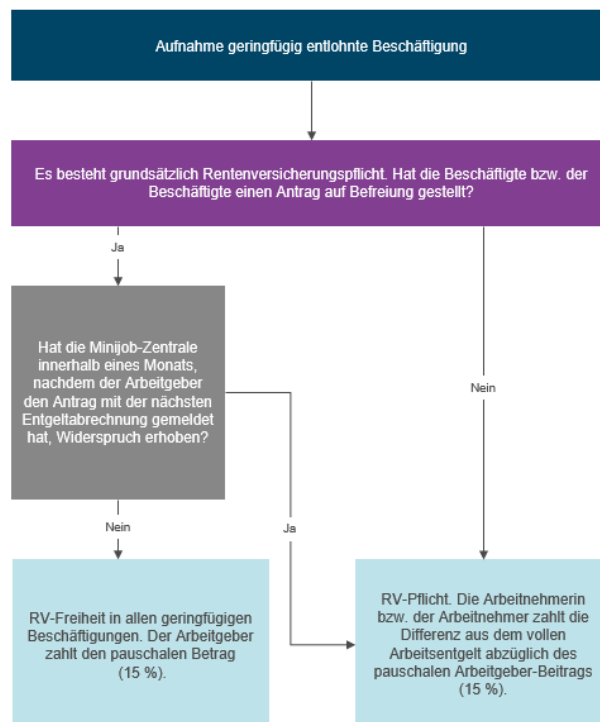 Aufnahme geringfügig entlohnte Beschäftigung
Es besteht grundsätzlich Rentenversicherungspflicht. Hat die Beschäftigte bzw. der
Beschäftigte einen Antrag auf Befreiung gestellt?
Ja
Hat die Minijob-Zentrale
innerhalb eines Monats,
nachdem der Arbeitgeber
den Antrag mit der nächsten
Entgeltabrechnung gemeldet
hat, Widerspruch erhoben?
Nein
Nein
Ja
RV-Freiheit in allen geringfügigen
Beschäftigungen. Der Arbeitgeber
zahlt den pauschalen Betrag
(15 %).
RV-Pflicht. Die Arbeitnehmerin
bzw. der Arbeitnehmer zahlt die
Differenz aus dem vollen
Arbeitsentgelt abzüglich des
pauschalen Arbeitgeber-Beitrags
(15 %).